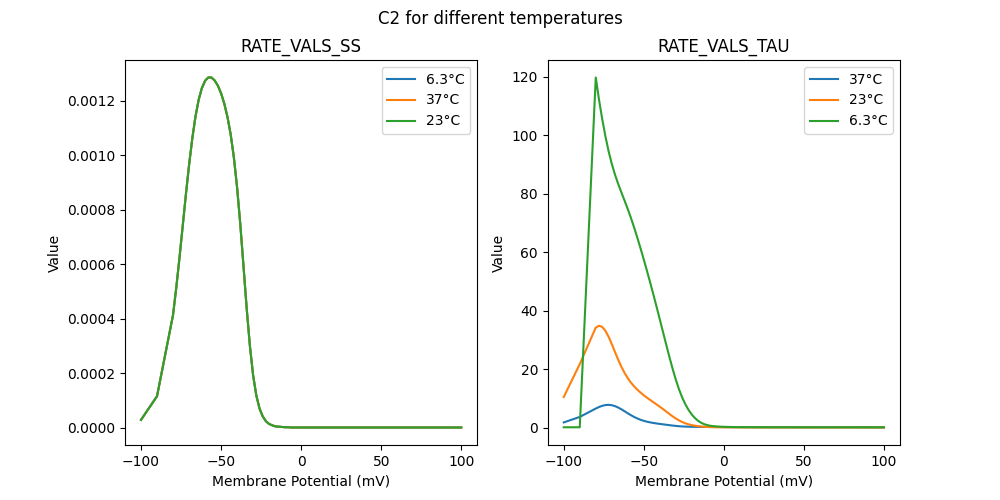 C2 for different temperatures
RATE_VALS_SS
6.3°C
37°C
23°C
0.0012
0.0010
0.0008
0.0006
0.0004
0.0002
0.0000
Value
−100
−50
0
50
100
Membrane Potential (mV)
RATE_VALS_TAU
37°C
23°C
6.3°C
120
100
80
60
40
20
0
Value
−100
−50
0
50
100
Membrane Potential (mV)